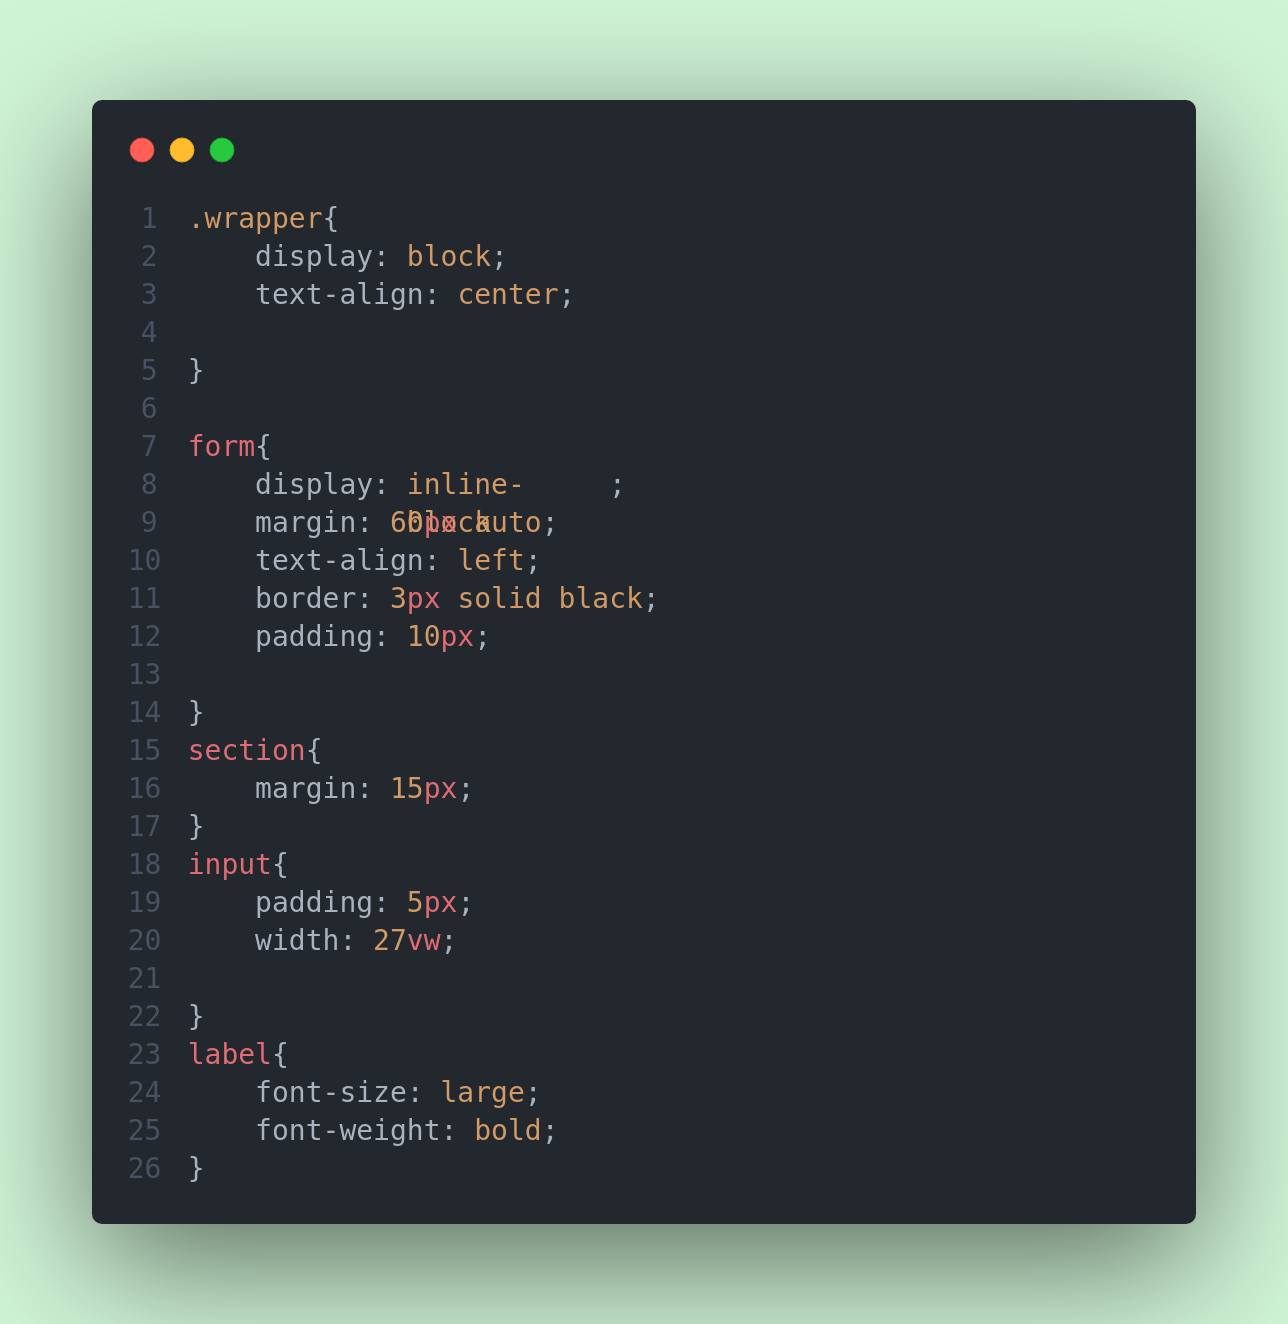 1 .wrapper{
2     display: block;
3     text-align: center;
4
5 }
6
7 form{
8     display: inline-block;
9     margin: 60px auto;
10     text-align: left;
11     border: 3px solid black;
12     padding: 10px;
13
14 }
15 section{
16     margin: 15px;
17 }
18 input{
19     padding: 5px;
20     width: 27vw;
21
22 }
23 label{
24     font-size: large;
25     font-weight: bold;
26 }